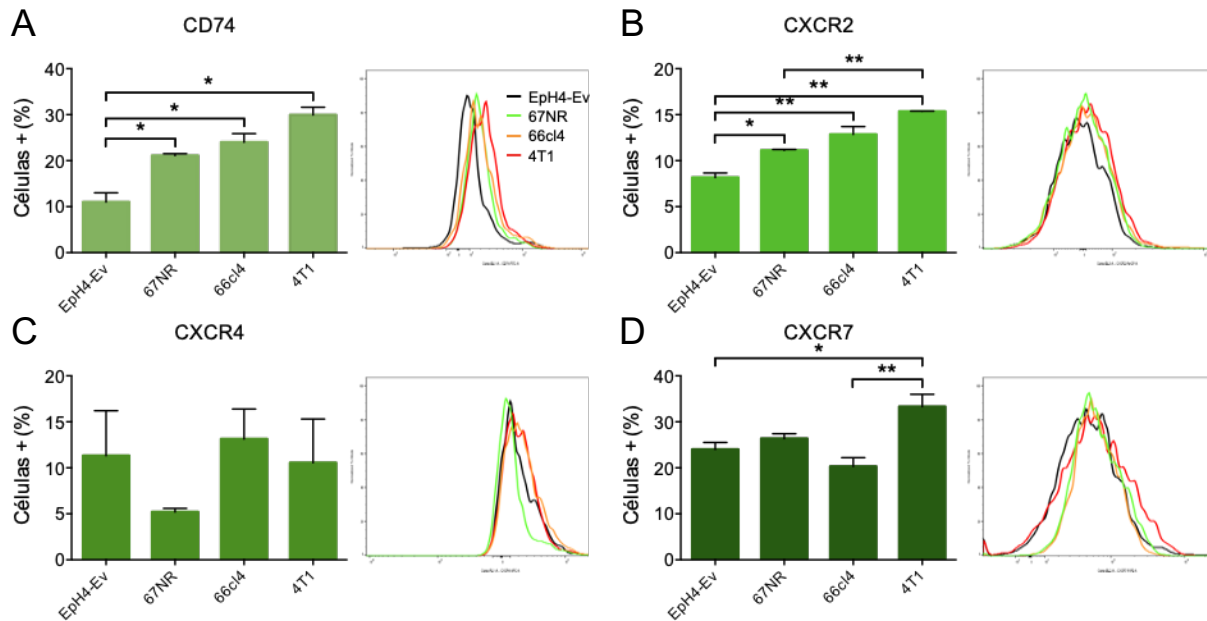 A
CD74
Células + (%)
40
30
20
10
0
*
*
*
EpH4-Ev
67NR
66cl4
4T1
EpH4-Ev
67NR
66cl4
4T1
B
CXCR2
Células + (%)
20
15
10
5
0
**
**
**
*
EpH4-Ev
67NR
66cl4
4T1
C
CXCR4
Células + (%)
20
15
10
5
0
EpH4-Ev
67NR
66cl4
4T1
D
CXCR7
Células + (%)
40
30
20
10
0
*
**
EpH4-Ev
67NR
66cl4
4T1